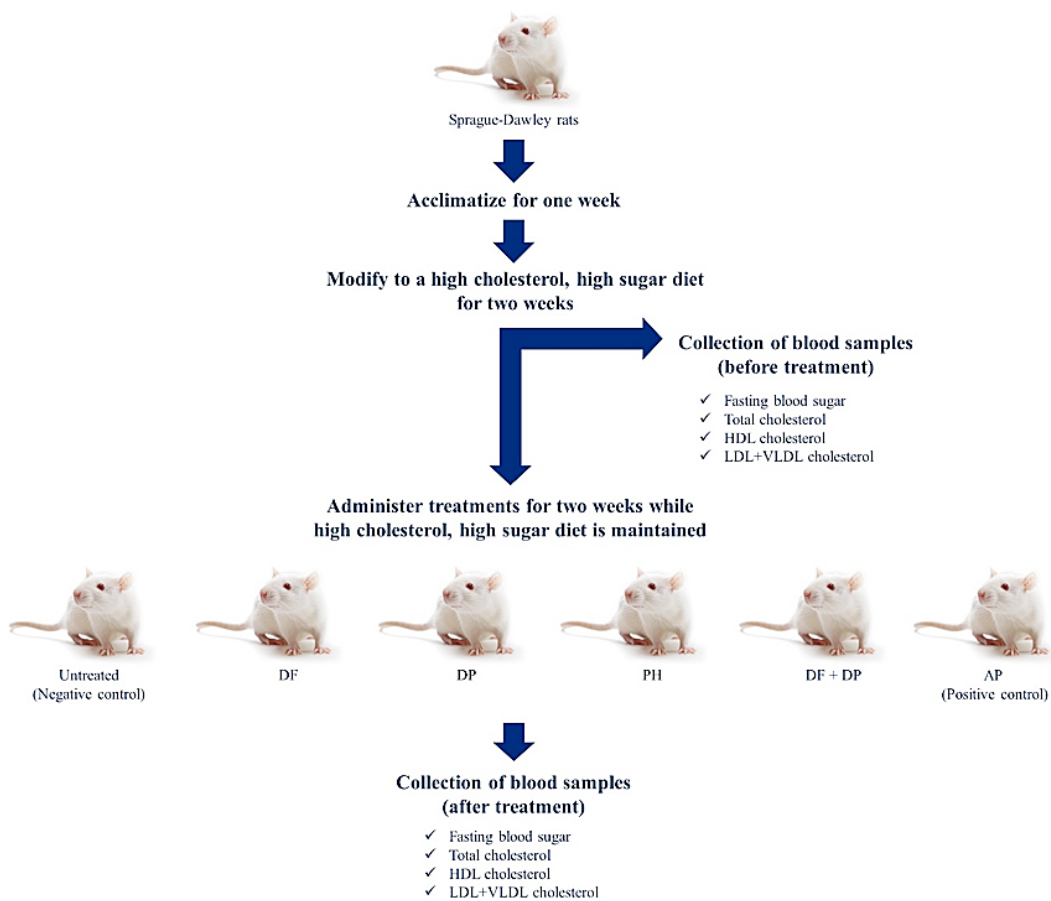 Sprague-Dawley rats
Acclimatize for one week
Modify to a high cholesterol, high sugar diet
for two weeks
Collection of blood samples
(before treatment)
✓ Fasting blood sugar
✓ Total cholesterol
✓ HDL cholesterol
✓ LDL+VLDL cholesterol
Administer treatments for two weeks while
high cholesterol, high sugar diet is maintained
Untreated
(Negative control)
DF
DP
PH
DF + DP
AP
(Positive control)
Collection of blood samples
(after treatment)
✓ Fasting blood sugar
✓ Total cholesterol
✓ HDL cholesterol
✓ LDL+VLDL cholesterol